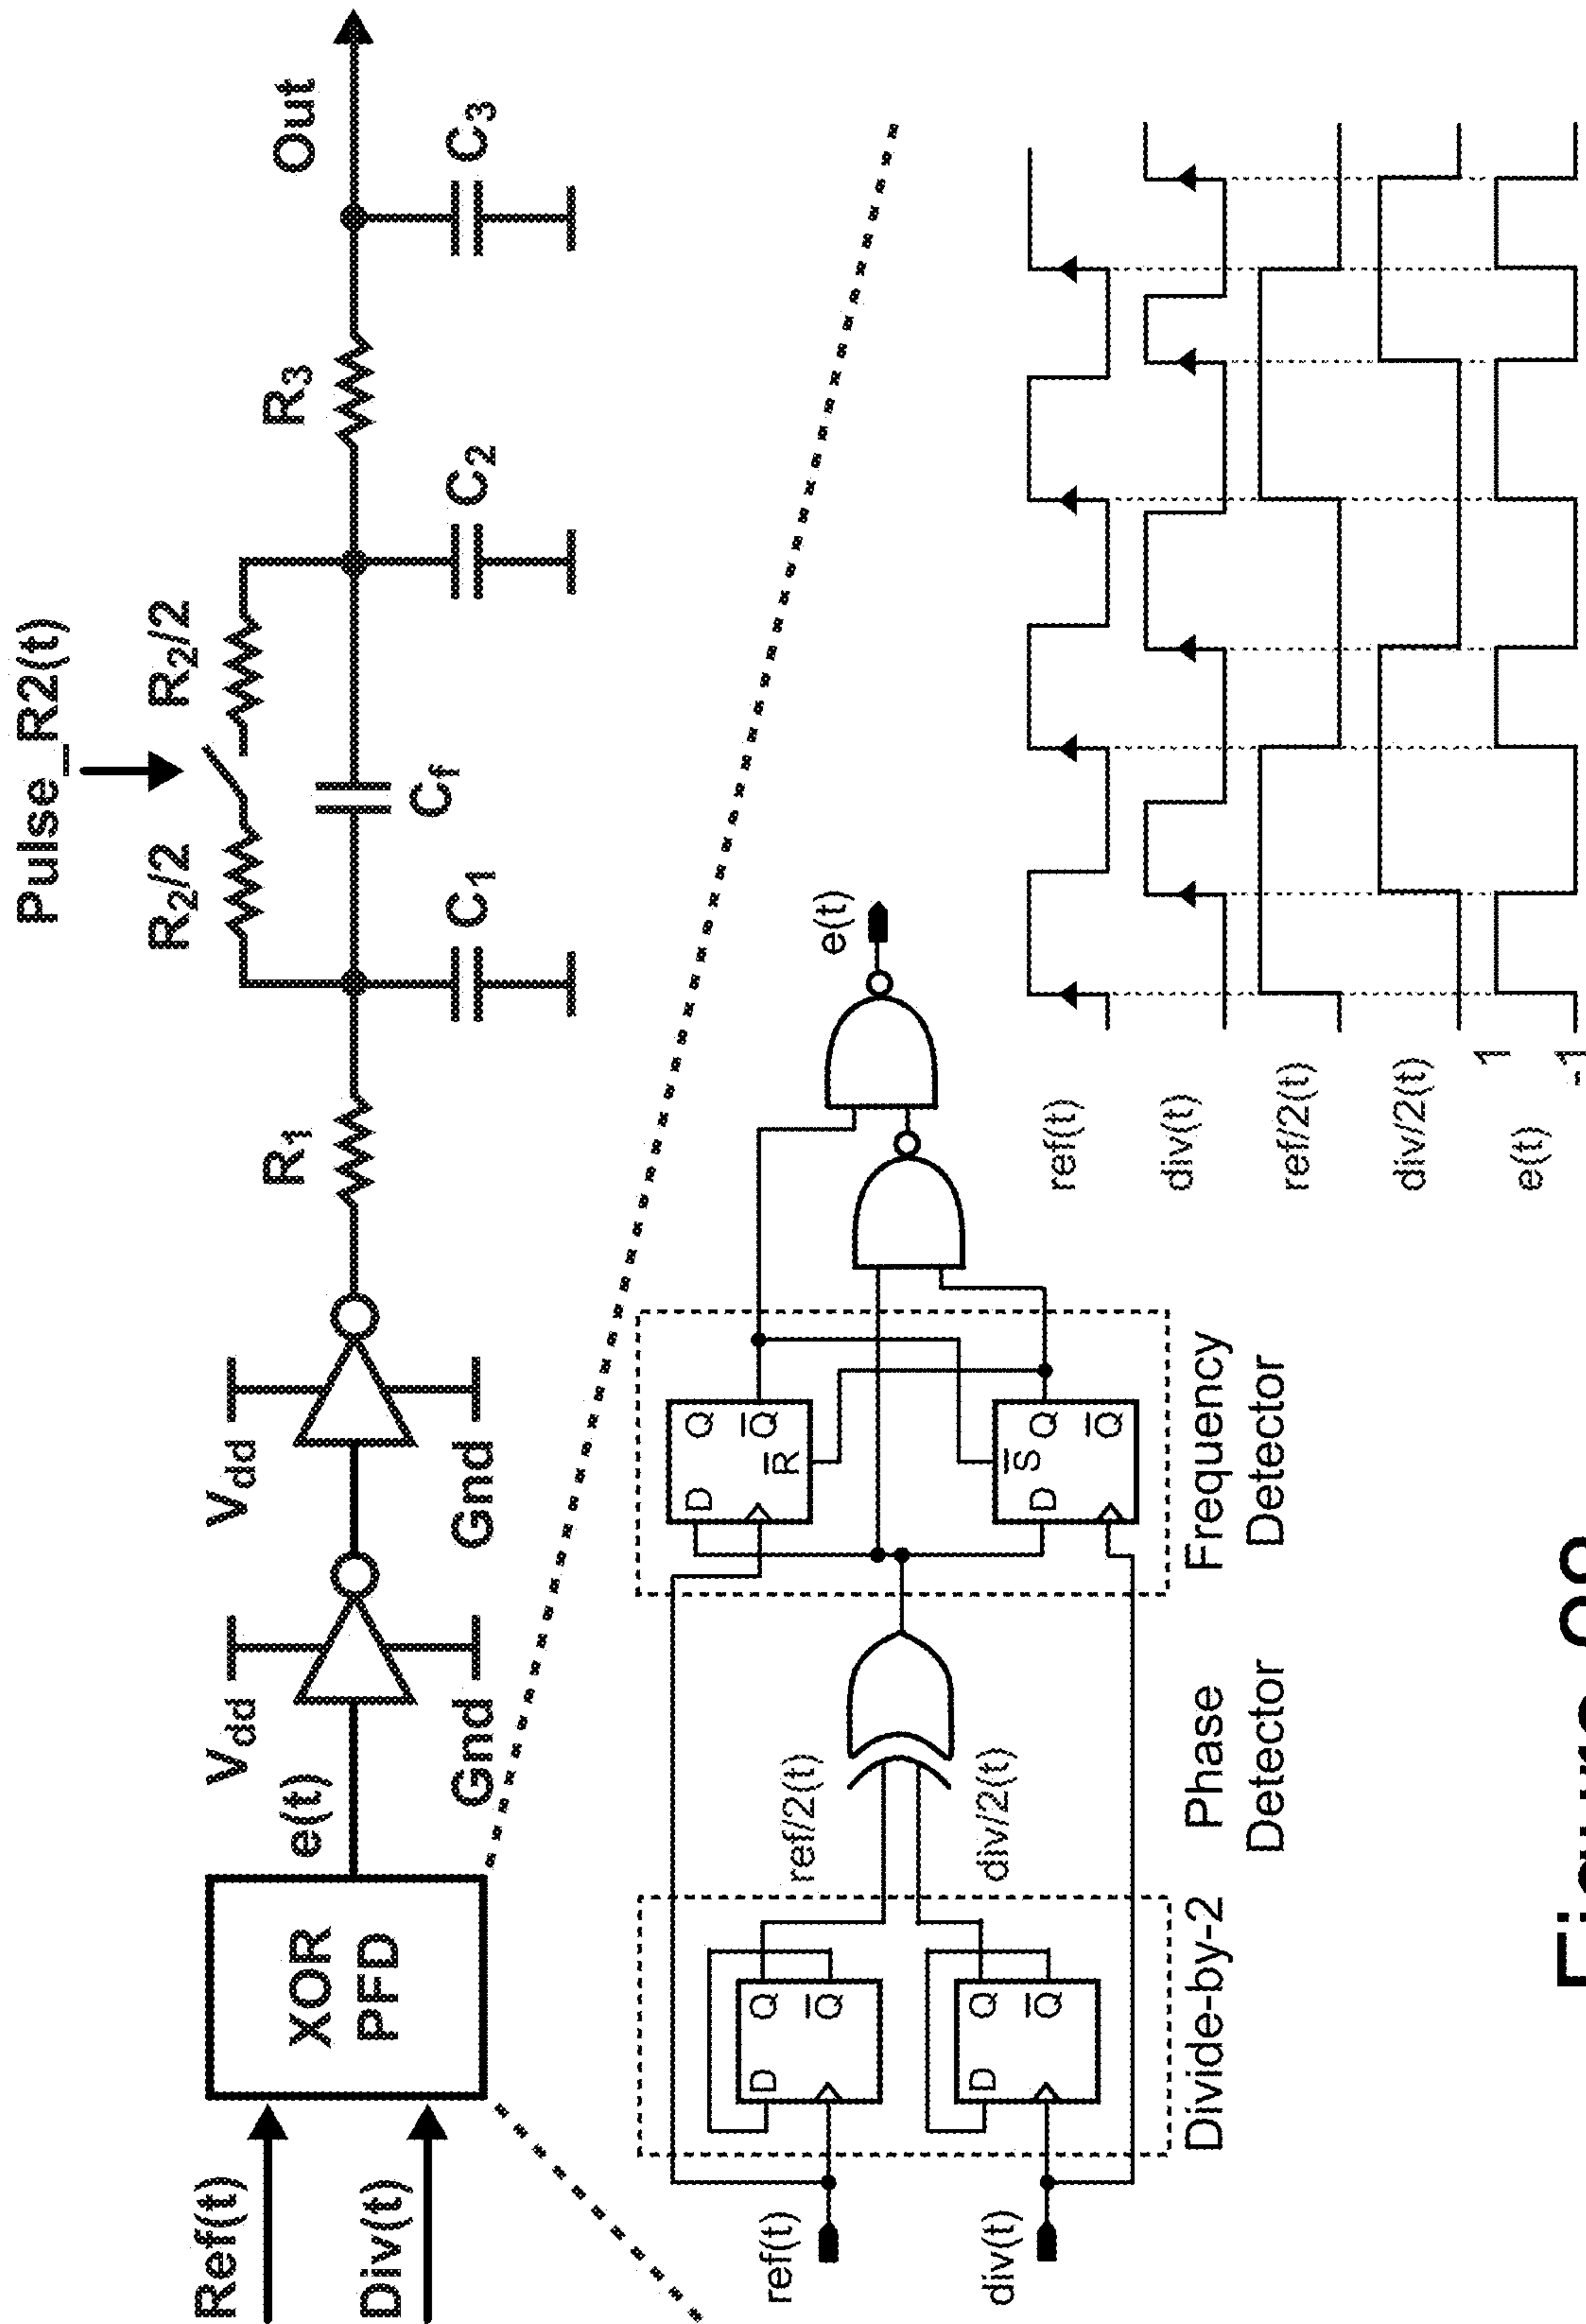 Pulse_R2(t)
R2/2
R2/2
Vdd
Vdd
R1
R3
Out
Ref(t)
Div(t)
XOR
PFD
e(t)
Gnd
Gnd
C1
Cf
C2
C3
ref(t)
div(t)
D
Q
Q
D
Q
Q
Divide-by-2
ref/2(t)
div/2(t)
Phase
Detector
D
Q
Q
R
S
D
Q
Q
Frequency
Detector
e(t)
ref(t)
div(t)
ref/2(t)
div/2(t)
e(t)
1
-1